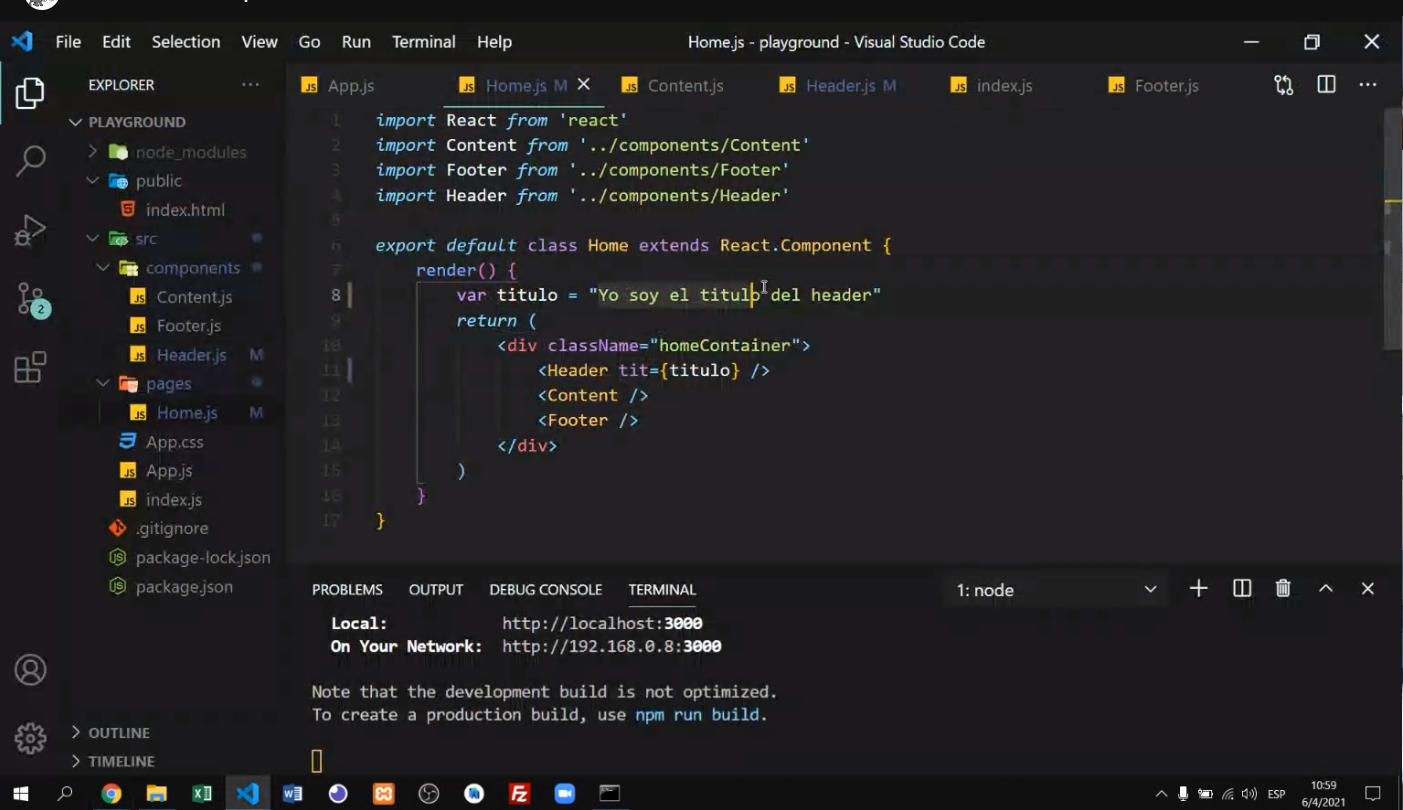 File Edit Selection View Go Run Terminal Help Home.js - playground - Visual Studio Code
EXPLORER
App.js Home.js M Content.js Header.js M index.js Footer.js
PLAYGROUND
node_modules
public
index.html
src
components
Content.js
Footer.js
Header.js M
pages
Home.js M
App.css
App.js
index.js
.gitignore
package-lock.json
package.json
OUTLINE
TIMELINE
2
1 import React from 'react'
2 import Content from '../components/Content'
3 import Footer from '../components/Footer'
4 import Header from '../components/Header'
5
6 export default class Home extends React.Component {
7 render() {
8 var titulo = "Yo soy el titulo del header"
9 return (
10 <div className="homeContainer">
11 <Header tit={titulo} />
12 <Content />
13 <Footer />
14 </div>
15 )
16 }
17 }
PROBLEMS OUTPUT DEBUG CONSOLE TERMINAL 1: node
Local: http://localhost:3000
On Your Network: http://192.168.0.8:3000
Note that the development build is not optimized.
To create a production build, use npm run build.
ESP
10:59
6/4/2021